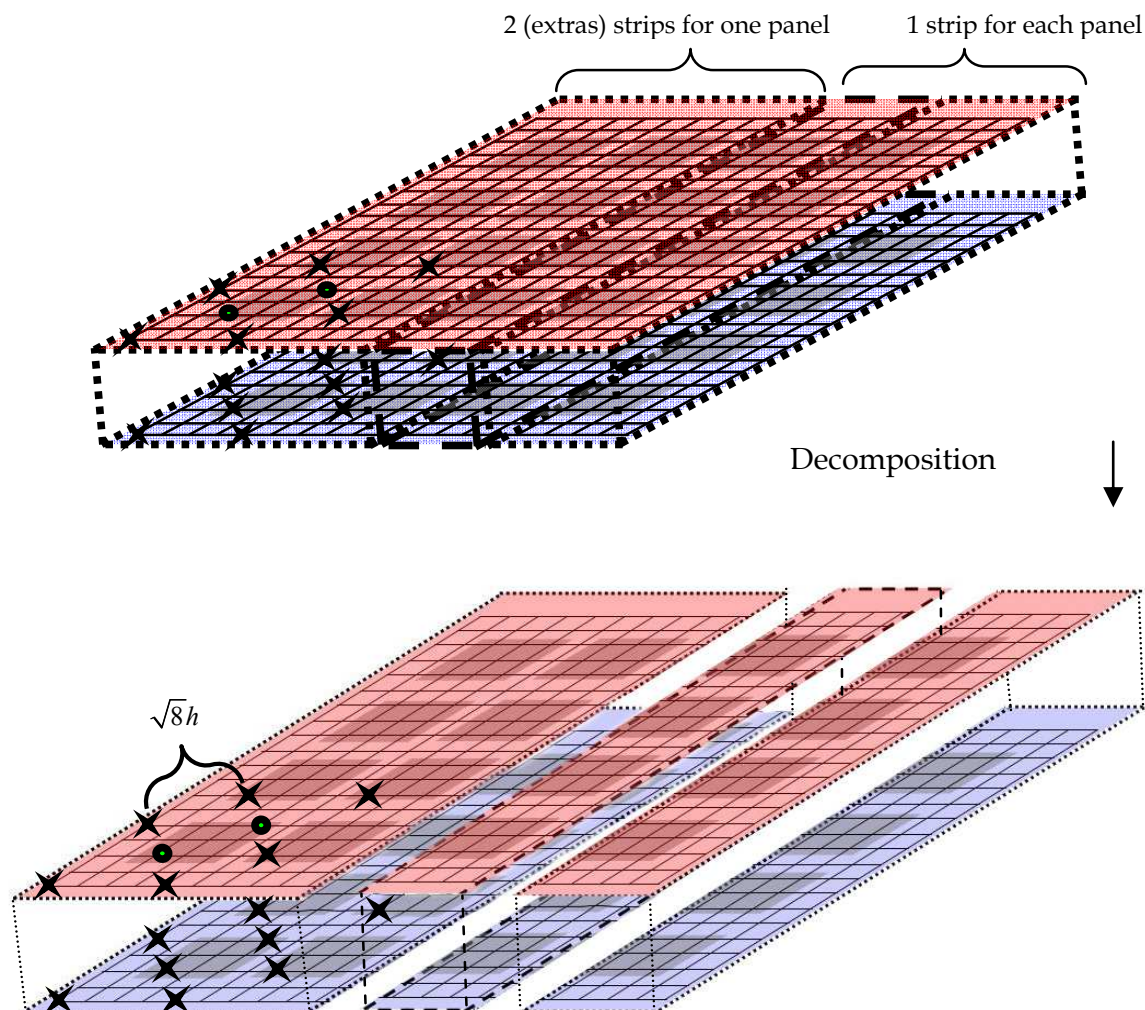 2 (extras) strips for one panel
1 strip for each panel
Decomposition
√8h